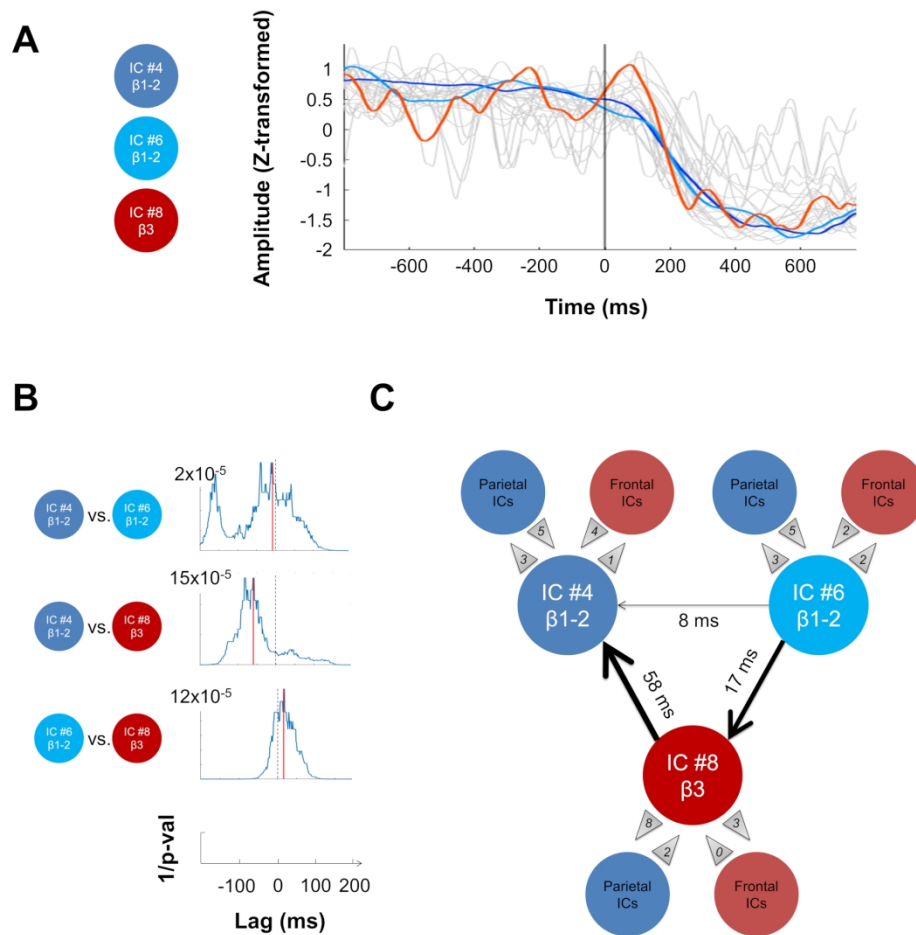 A
IC #4
β1-2
IC #6
β1-2
IC #8
β3
Amplitude (Z-transformed)
1
0.5
0
-0.5
-1
-1.5
-2
-600
-400
-200
0
200
400
600
Time (ms)
B
2x10-5
IC #4
β1-2
vs.
IC #6
β1-2
15x10-5
IC #4
β1-2
vs.
IC #8
β3
12x10-5
IC #6
β1-2
vs.
IC #8
β3
1/p-val
-100 0 100 200
Lag (ms)
C
Parietal
ICs
Frontal
ICs
Parietal
ICs
Frontal
ICs
5
4
5
2
3
1
3
2
IC #4
β1-2
IC #6
β1-2
8 ms
58 ms
17 ms
IC #8
β3
8
3
2
0
Parietal
ICs
Frontal
ICs